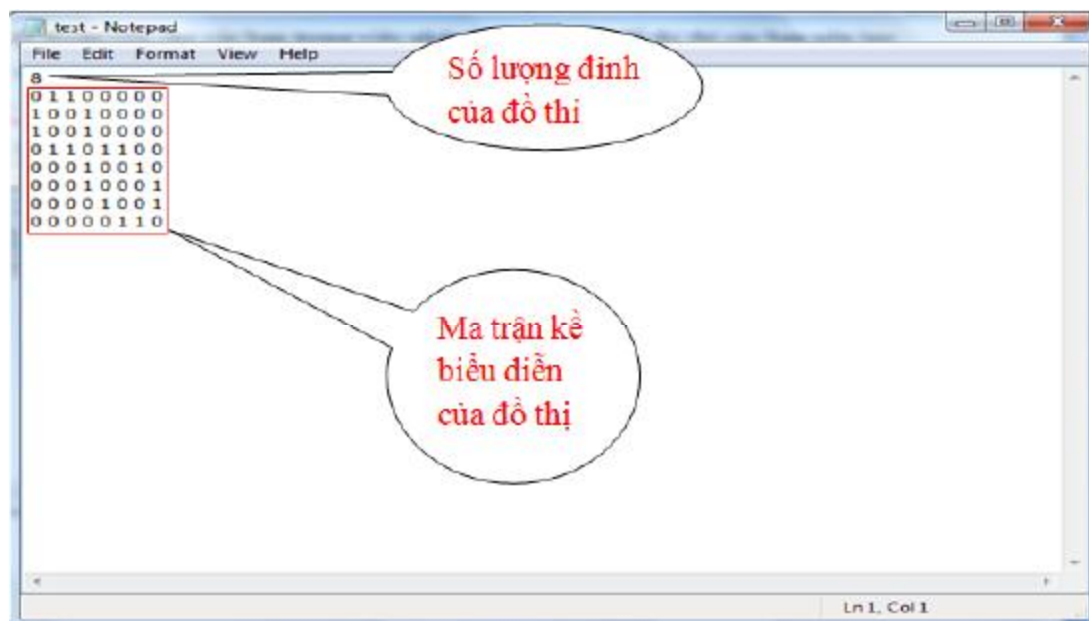 test - Notepad
File Edit Format View Help
8
0 1 1 0 0 0 0 0
1 0 0 1 0 0 0 0
1 0 0 1 0 0 0 0
0 1 1 0 1 1 0 0
0 0 0 1 0 0 1 0
0 0 0 1 0 0 0 1
0 0 0 0 1 0 0 1
0 0 0 0 0 1 1 0
Số lượng đỉnh
của đồ thị
Ma trận kề
biểu diễn
của đồ thị
Ln 1, Col 1